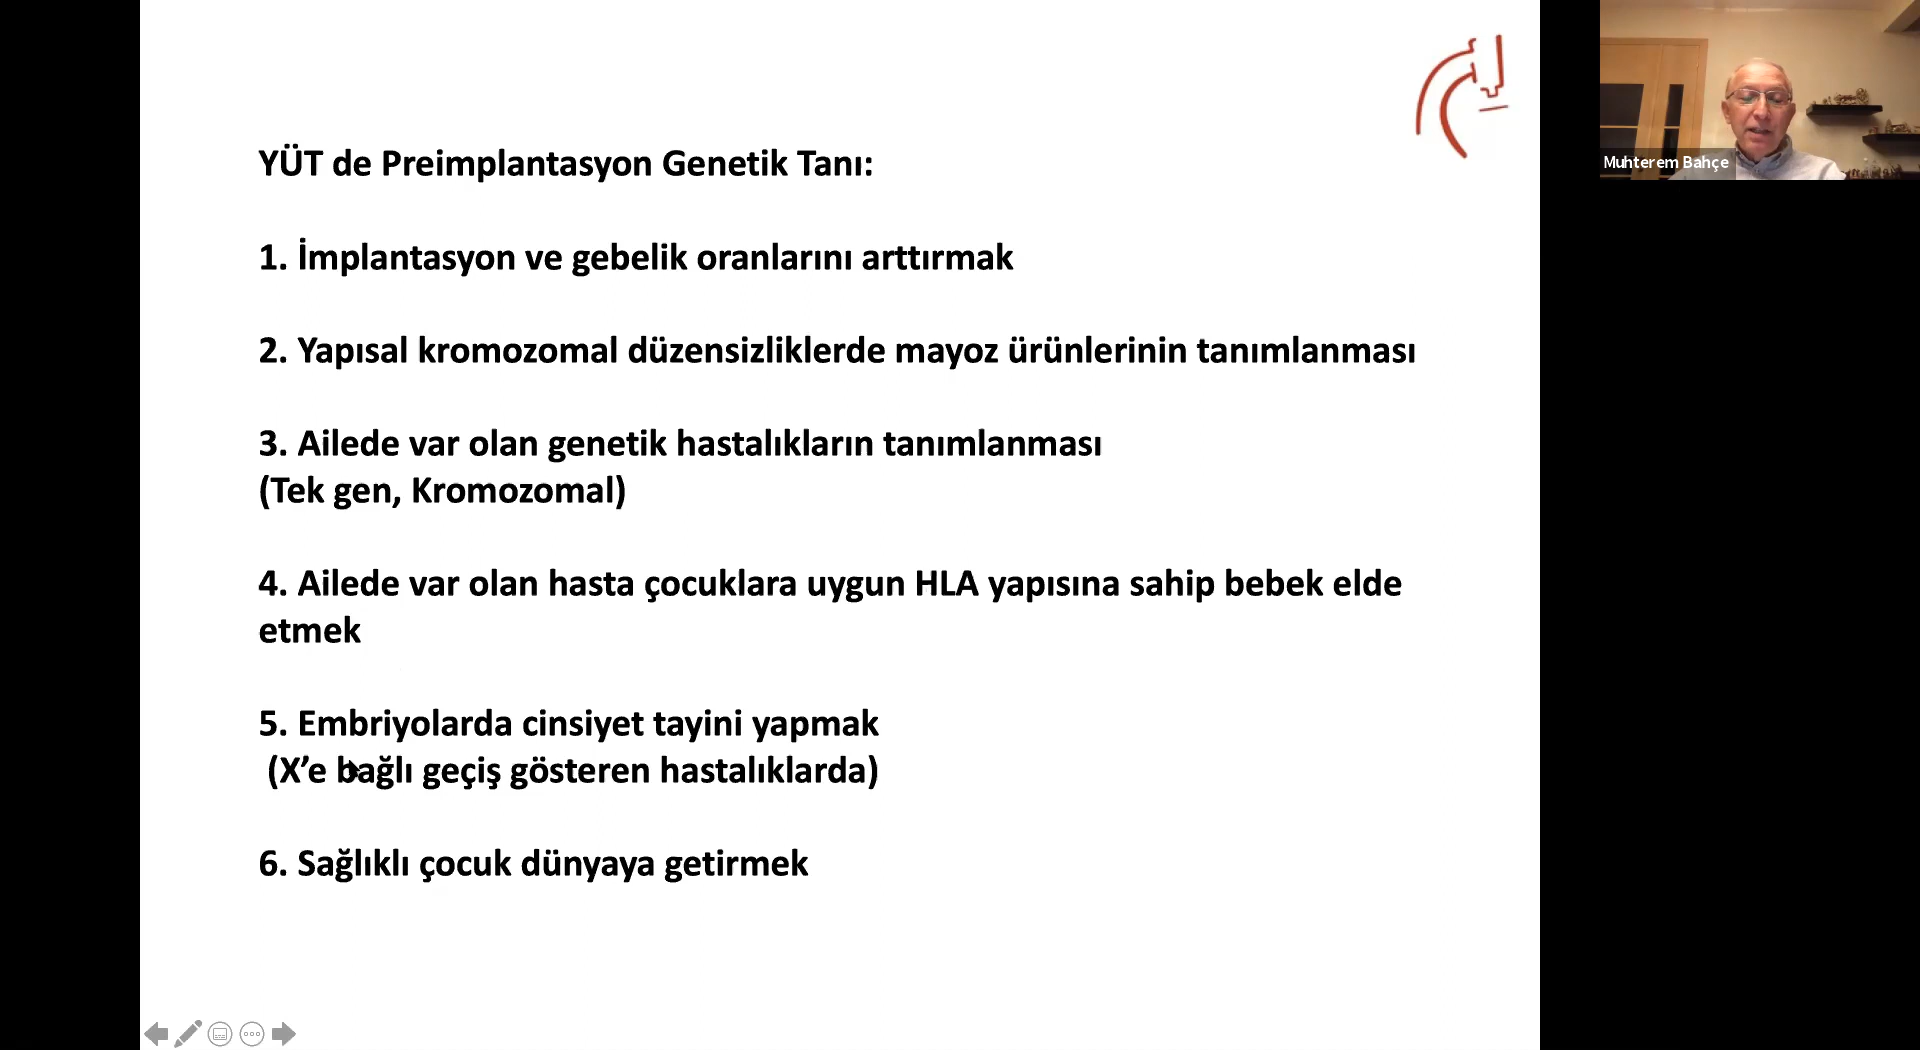 YÜT de Preimplantasyon Genetik Tanı:
1. İmplantasyon ve gebelik oranlarını arttırmak
2. Yapısal kromozomal düzensizliklerde mayoz ürünlerinin tanımlanması
3. Ailede var olan genetik hastalıkların tanımlanması
(Tek gen, Kromozomal)
4. Ailede var olan hasta çocuklara uygun HLA yapısına sahip bebek elde
etmek
5. Embriyolarda cinsiyet tayini yapmak
(X’e bağlı geçiş gösteren hastalıklarda)
6. Sağlıklı çocuk dünyaya getirmek
Muhterem Bahçe